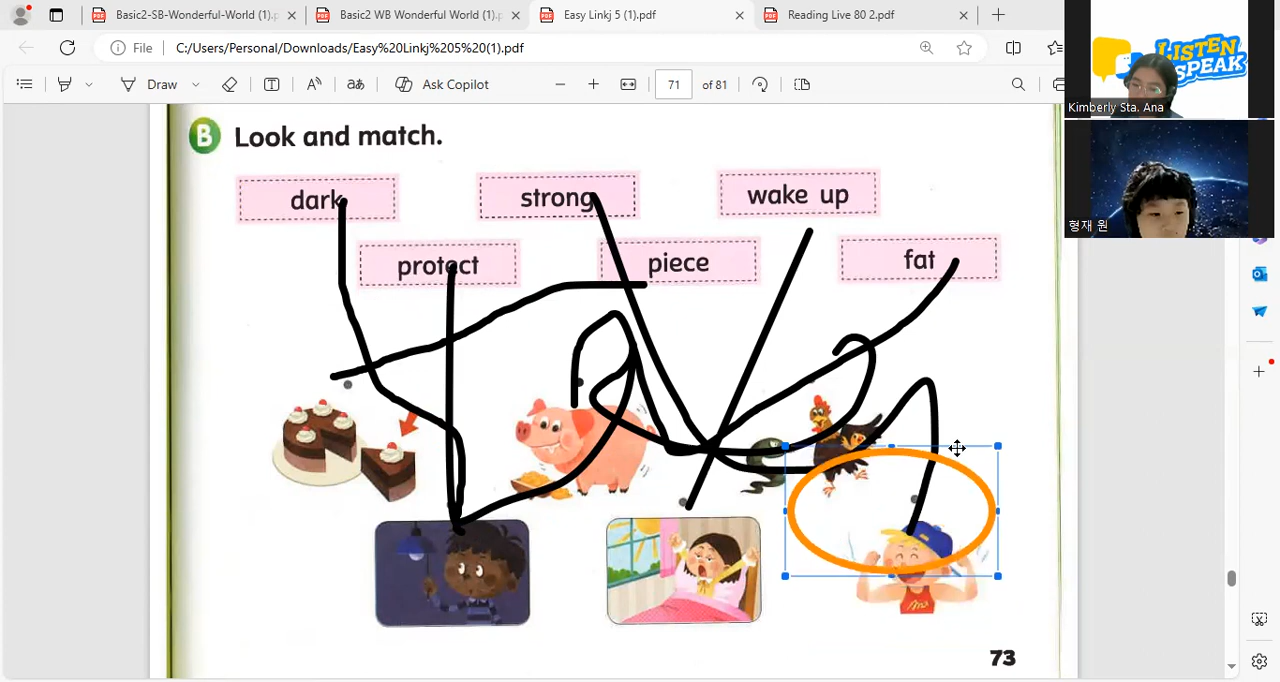 Basic2-SB-Wonderful-World (1).p
Basic2 WB Wonderful World (1).p
Easy Linkj 5 (1).pdf
Reading Live 80 2.pdf
File
C:/Users/Personal/Downloads/Easy%20Linkj%205%20(1).pdf
Draw
Ask Copilot
71 of 81
LISTEN
SPEAK
Kimberly Sta. Ana
형재 원
B Look and match.
dark
strong
wake up
protect
piece
fat
73